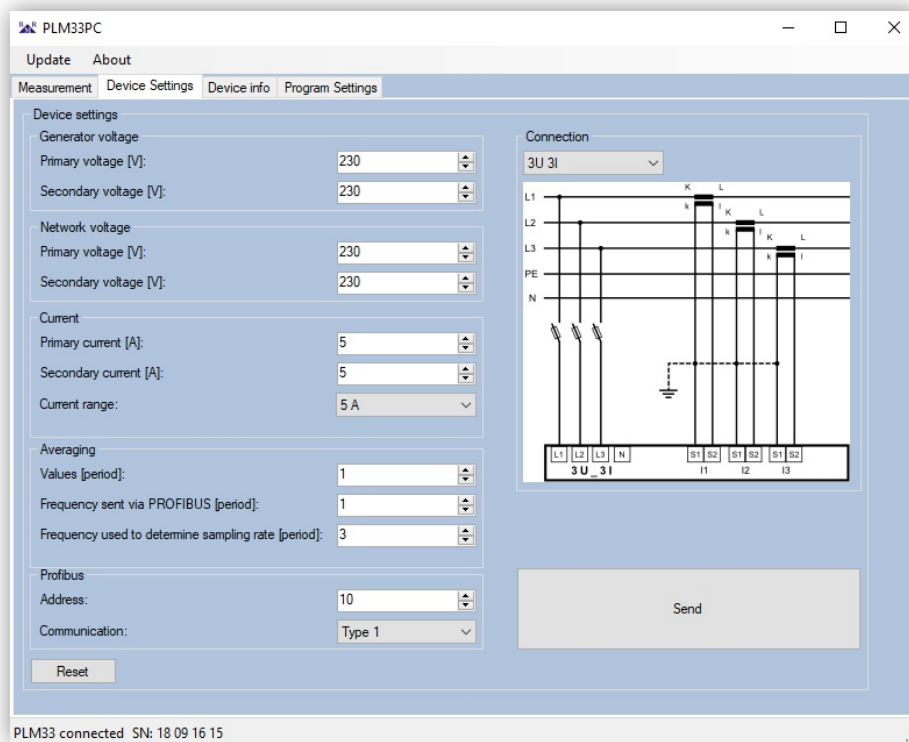 PLM33PC
Update About
Measurement Device Settings Device info Program Settings
Device settings
Generator voltage
Primary voltage [V]: 230
Secondary voltage [V]: 230
Network voltage
Primary voltage [V]: 230
Secondary voltage [V]: 230
Current
Primary current [A]: 5
Secondary current [A]: 5
Current range: 5 A
Averaging
Values [period]: 1
Frequency sent via PROFIBUS [period]: 1
Frequency used to determine sampling rate [period]: 3
Profibus
Address: 10
Communication: Type 1
Reset
Connection
3U 3I
K L
L1
k l K L
L2
k l K L
L3
k l
PE
N
L1 L2 L3 N S1 S2 S1 S2 S1 S2
3U_3I I1 I2 I3
Send
PLM33 connected SN: 18 09 16 15